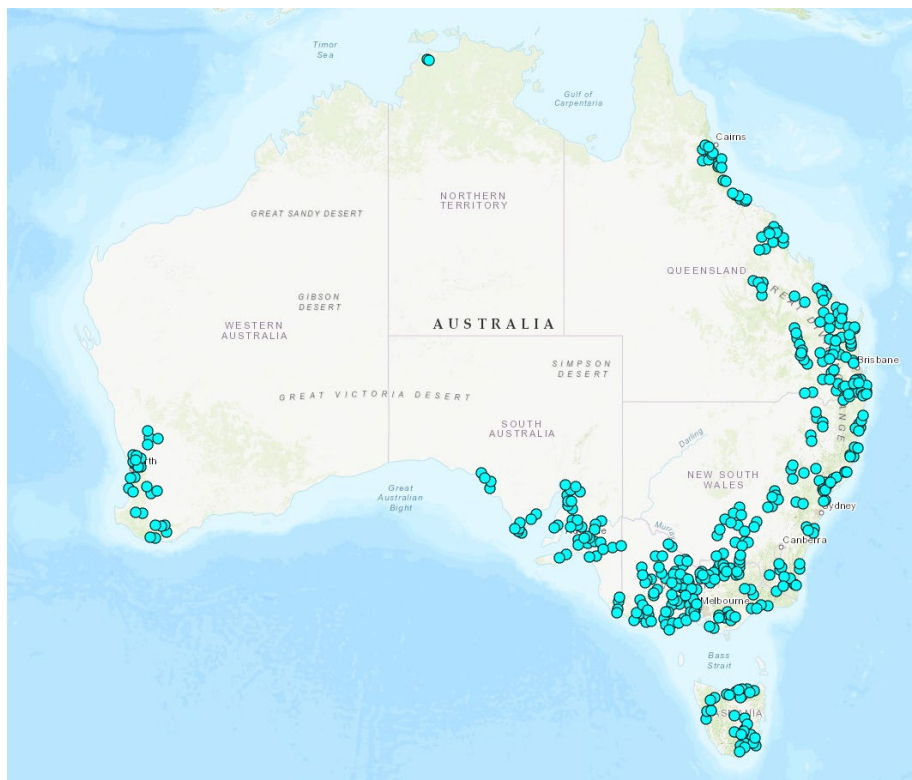 Timor
Sea
Gulf of
Carpentaria
Cairns
NORTHERN
TERRITORY
GREAT SANDY DESERT
QUEENSLAND
GIBSON
DESERT
WESTERN
AUSTRALIA
AUSTRALIA
SIMPSON
DESERT
Brisbane
GREAT VICTORIA DESERT
SOUTH
AUSTRALIA
Darling
NEW SOUTH
WALES
Great
Australian
Bight
Canberra
Melbourne
Bass
Strait